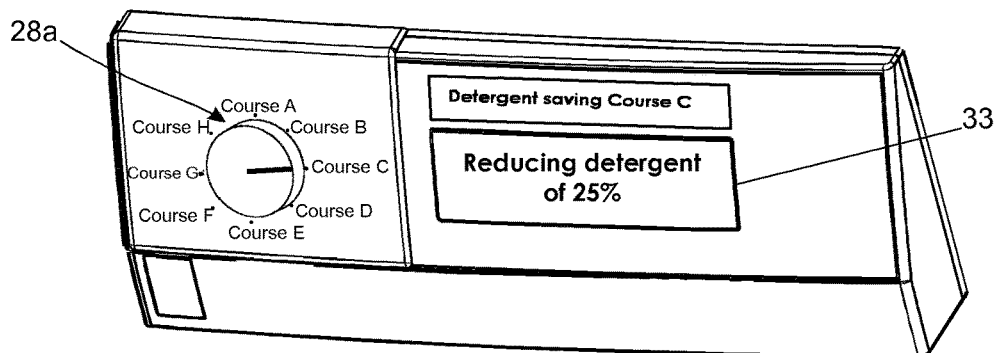 28a
Course A
Course H
Course B
Course G
Course C
Course F
Course D
Course E
Detergent saving Course C
Reducing detergent
of 25%
33